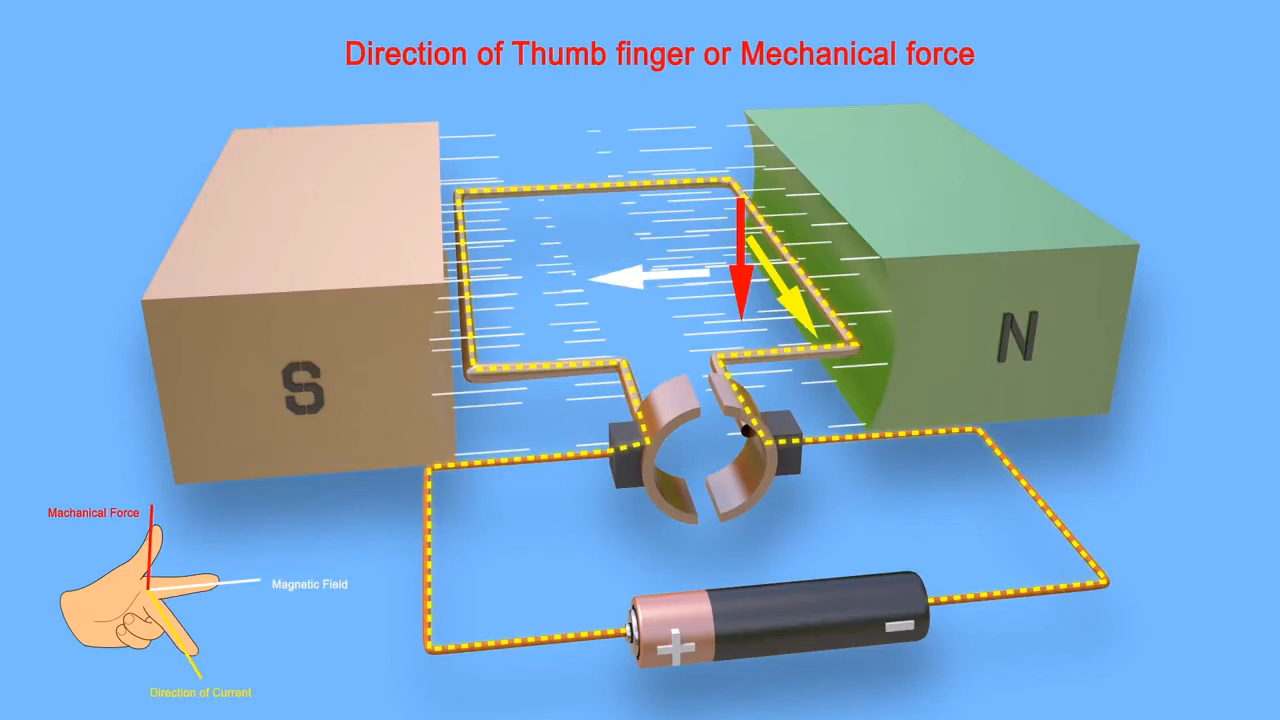 Direction of Thumb finger or Mechanical force
N
S
Machanical Force
Magnetic Field
Direction of Current
+
-